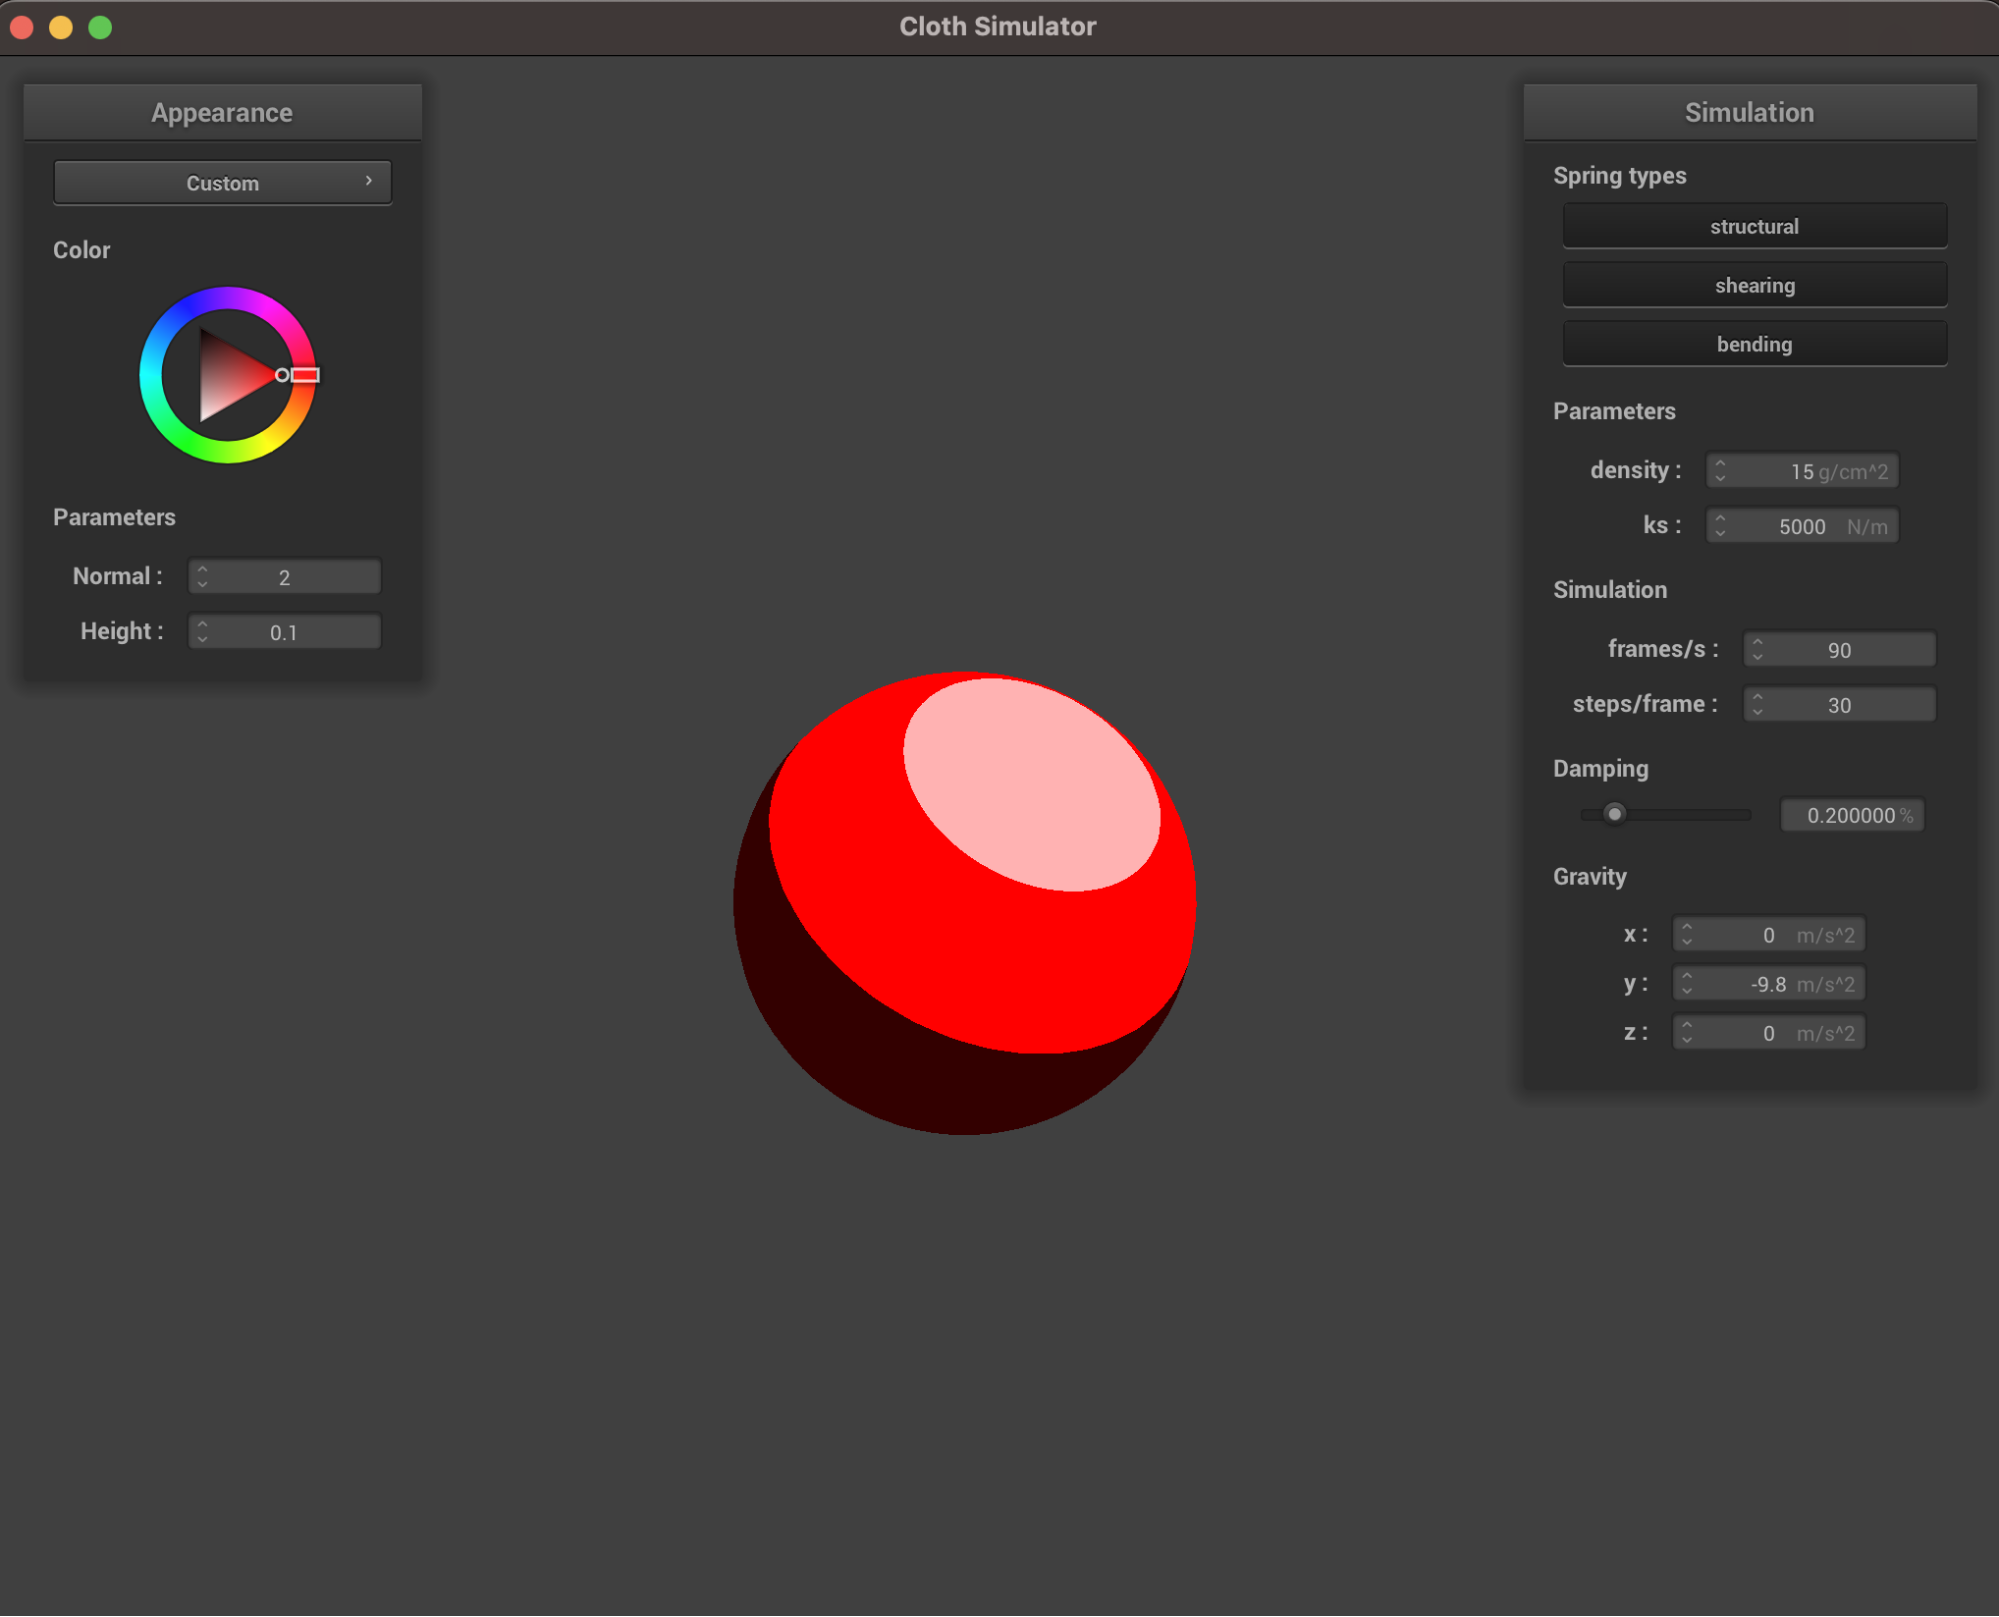 Cloth Simulator
Appearance
Custom
Color
Parameters
Normal : 2
Height : 0.1
Simulation
Spring types
structural
shearing
bending
Parameters
density : 15 g/cm^2
ks : 5000 N/m
Simulation
frames/s : 90
steps/frame : 30
Damping
0.200000 %
Gravity
x : 0 m/s^2
y : -9.8 m/s^2
z : 0 m/s^2